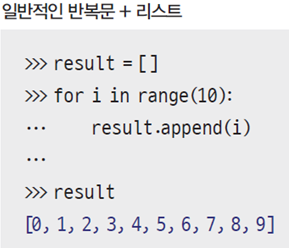 일반적인 반복문 + 리스트
>>> result = []
>>> for i in range(10):
...     result.append(i)
...
>>> result
[0, 1, 2, 3, 4, 5, 6, 7, 8, 9]